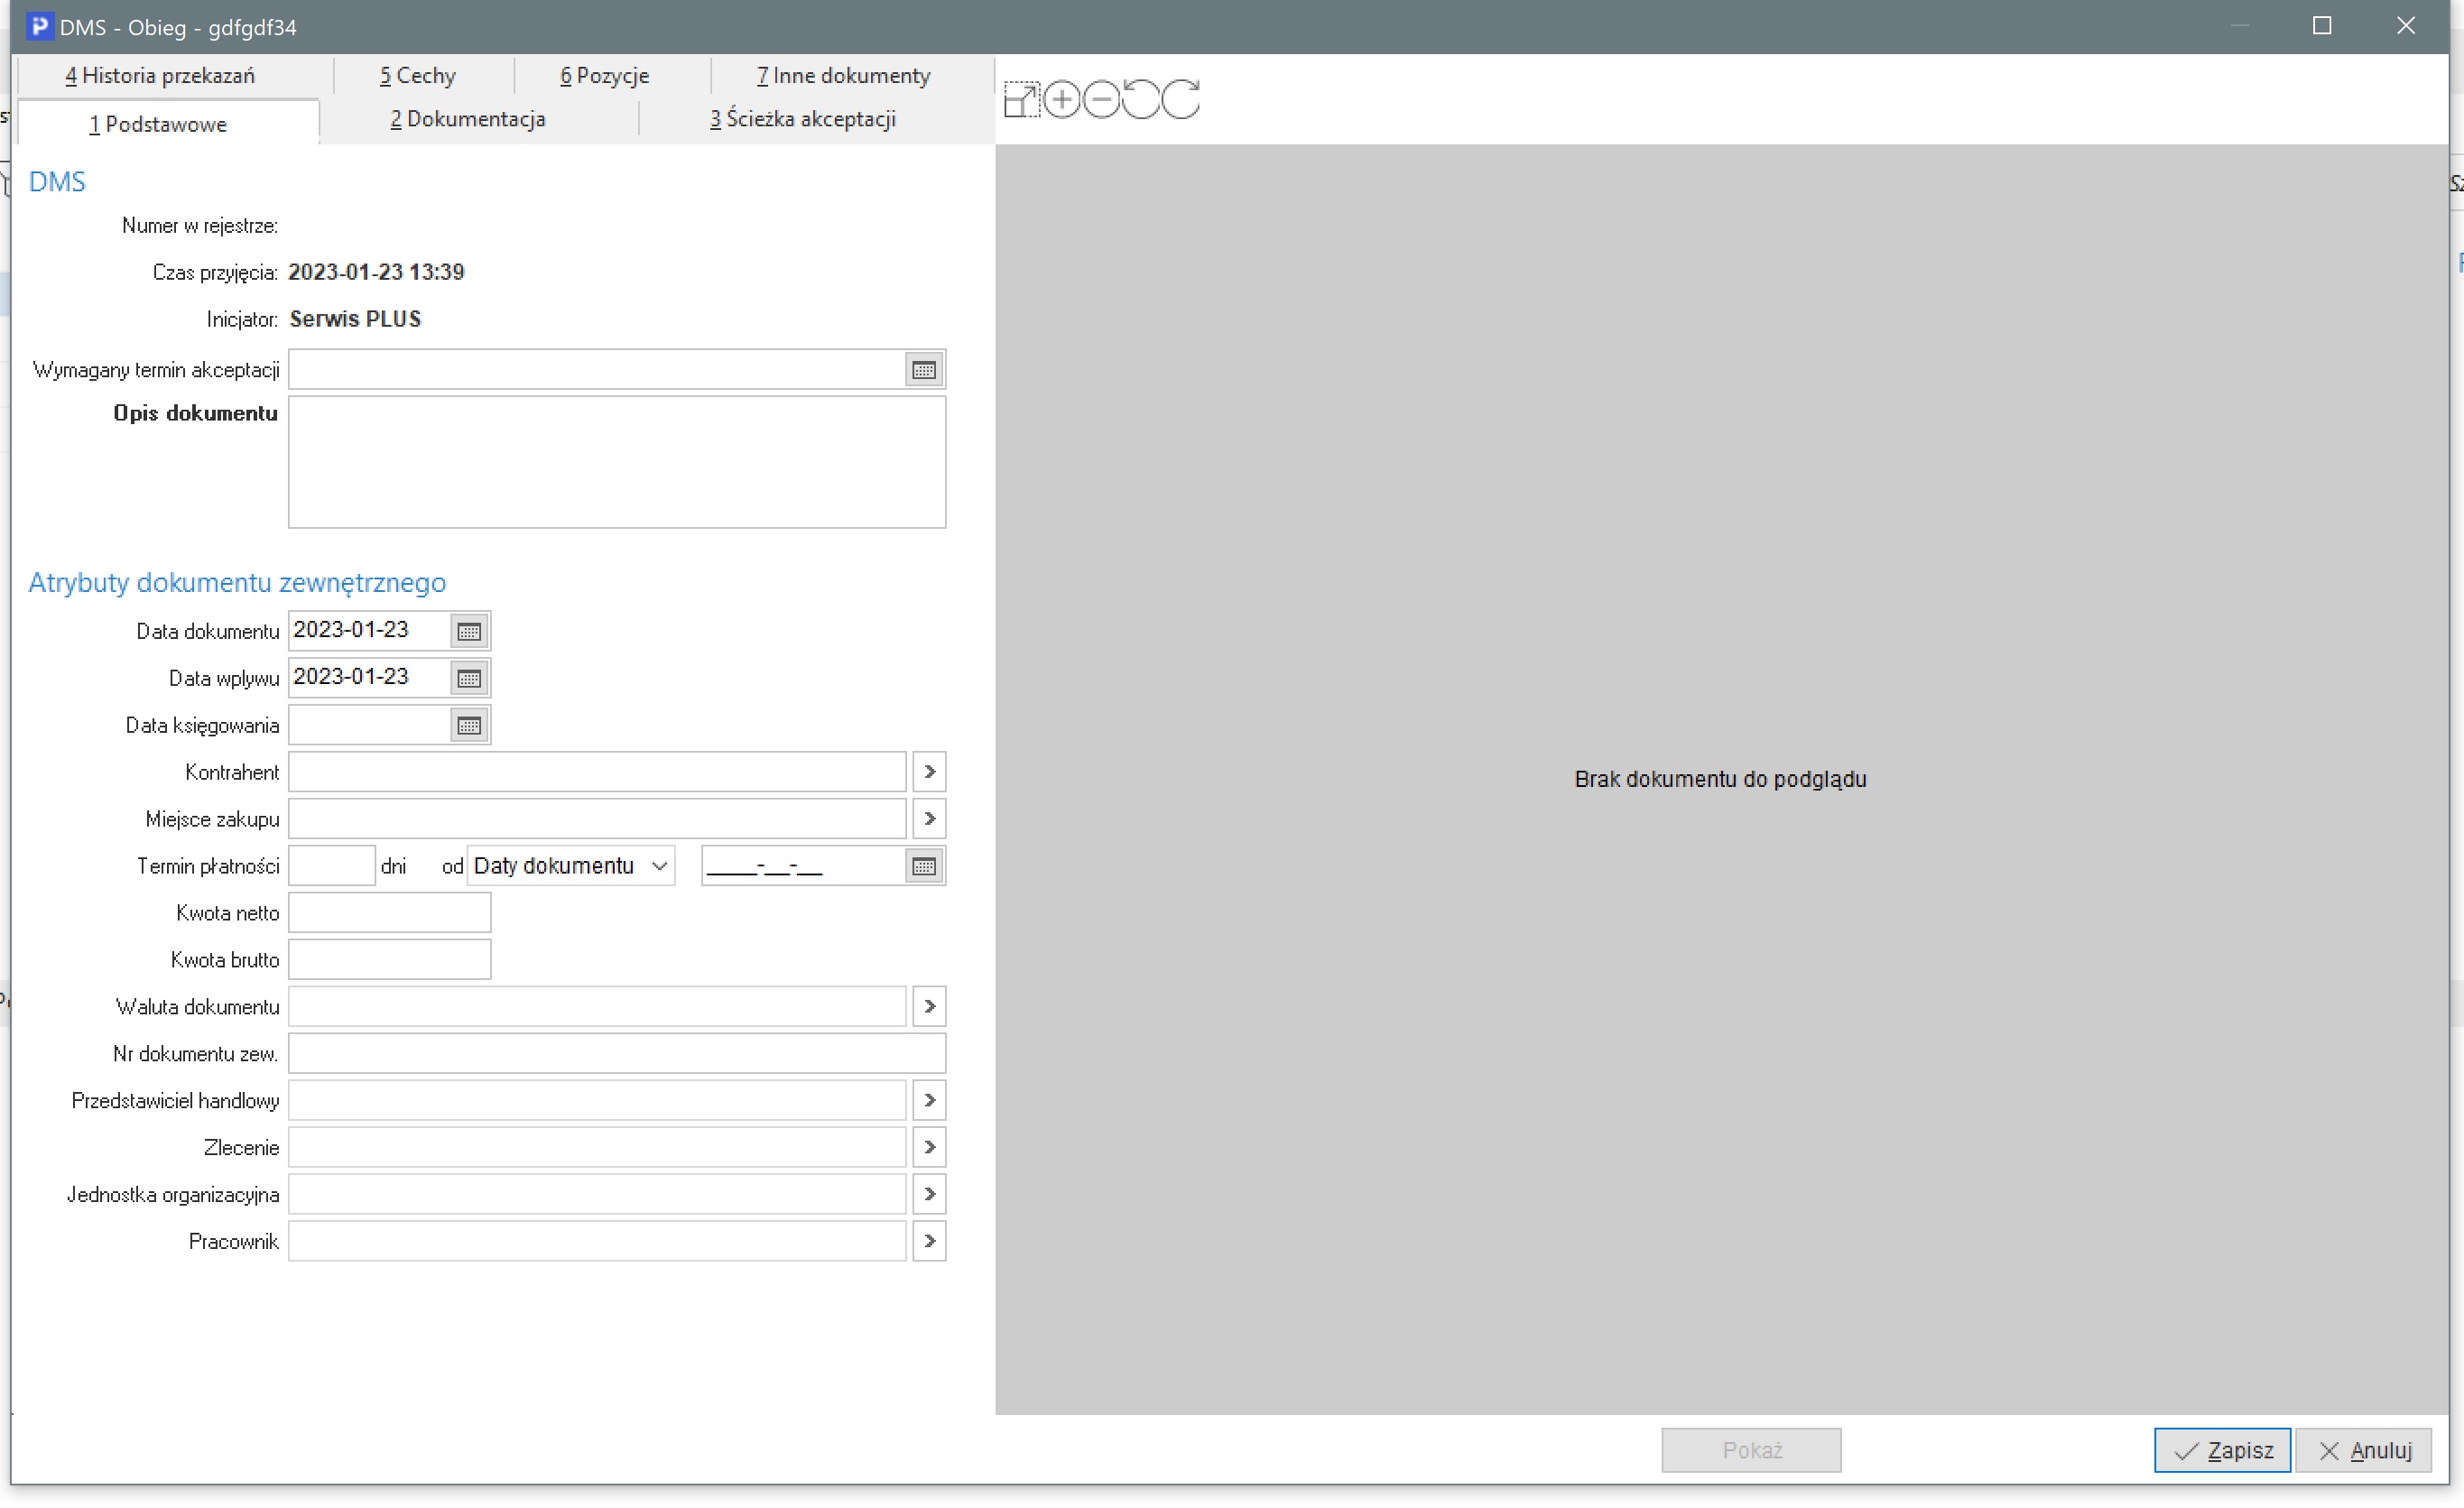 DMS - Obieg - gdfgdf34
4 Historia przekazań 5 Cechy 6 Pozycje 7 Inne dokumenty
1 Podstawowe 2 Dokumentacja 3 Ścieżka akceptacji
DMS
Numer w rejestrze:
Czas przyjęcia: 2023-01-23 13:39
Inicjator: Serwis PLUS
Wymagany termin akceptacji
Opis dokumentu
Atrybuty dokumentu zewnętrznego
Data dokumentu 2023-01-23
Data wpływu 2023-01-23
Data księgowania
Kontrahent
Brak dokumentu do podglądu
Miejsce zakupu
Termin płatności dni od Daty dokumentu ____-__-__
Kwota netto
Kwota brutto
Waluta dokumentu
Nr dokumentu zew.
Przedstawiciel handlowy
Zlecenie
Jednostka organizacyjna
Pracownik
Pokaż Zapisz Anuluj